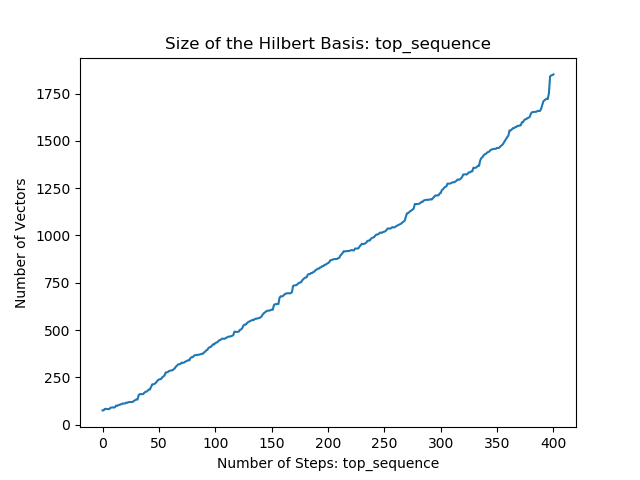 Size of the Hilbert Basis: top_sequence
Number of Vectors
1750
1500
1250
1000
750
500
250
0
0 50 100 150 200 250 300 350 400
Number of Steps: top_sequence